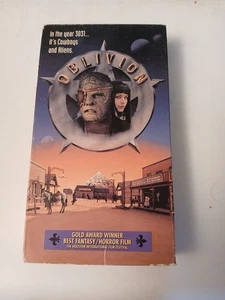 In the year 3031...
it's Cowboys
and Aliens.
OBLIVION
GOLD AWARD WINNER
BEST FANTASY/HORROR FILM